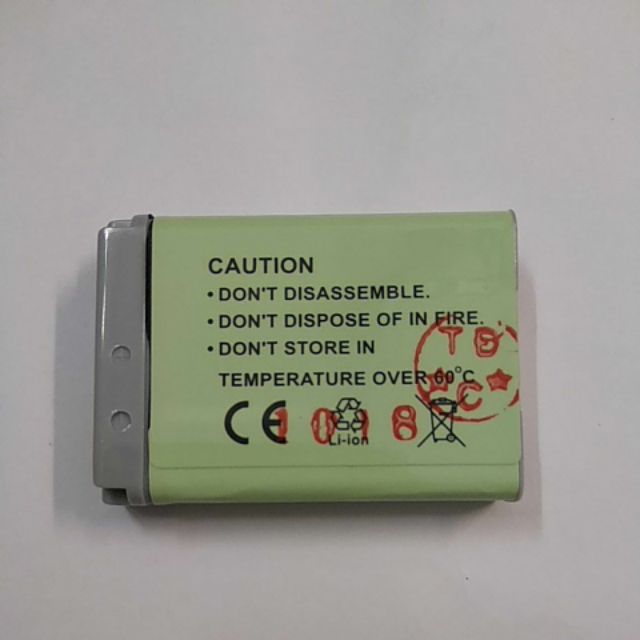 CAUTION
• DON'T DISASSEMBLE.
• DON'T DISPOSE OF IN FIRE.
• DON'T STORE IN
TEMPERATURE OVER 60°C
CE
Li-ion